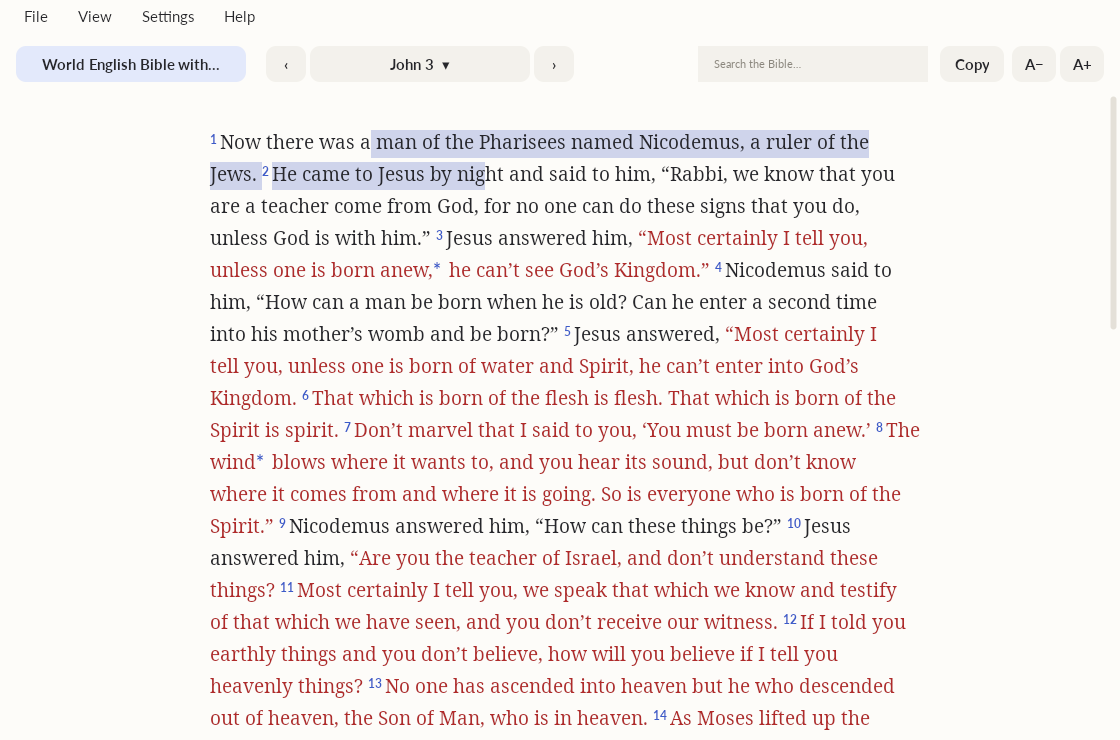 File View Settings Help
World English Bible with... ‹ John 3 ▾ › Search the Bible... Copy A− A+
1 Now there was a man of the Pharisees named Nicodemus, a ruler of the
Jews. 2 He came to Jesus by night and said to him, “Rabbi, we know that you
are a teacher come from God, for no one can do these signs that you do,
unless God is with him.” 3 Jesus answered him, “Most certainly I tell you,
unless one is born anew,* he can’t see God’s Kingdom.” 4 Nicodemus said to
him, “How can a man be born when he is old? Can he enter a second time
into his mother’s womb and be born?” 5 Jesus answered, “Most certainly I
tell you, unless one is born of water and Spirit, he can’t enter into God’s
Kingdom. 6 That which is born of the flesh is flesh. That which is born of the
Spirit is spirit. 7 Don’t marvel that I said to you, ‘You must be born anew.’ 8 The
wind* blows where it wants to, and you hear its sound, but don’t know
where it comes from and where it is going. So is everyone who is born of the
Spirit.” 9 Nicodemus answered him, “How can these things be?” 10 Jesus
answered him, “Are you the teacher of Israel, and don’t understand these
things? 11 Most certainly I tell you, we speak that which we know and testify
of that which we have seen, and you don’t receive our witness. 12 If I told you
earthly things and you don’t believe, how will you believe if I tell you
heavenly things? 13 No one has ascended into heaven but he who descended
out of heaven, the Son of Man, who is in heaven. 14 As Moses lifted up the